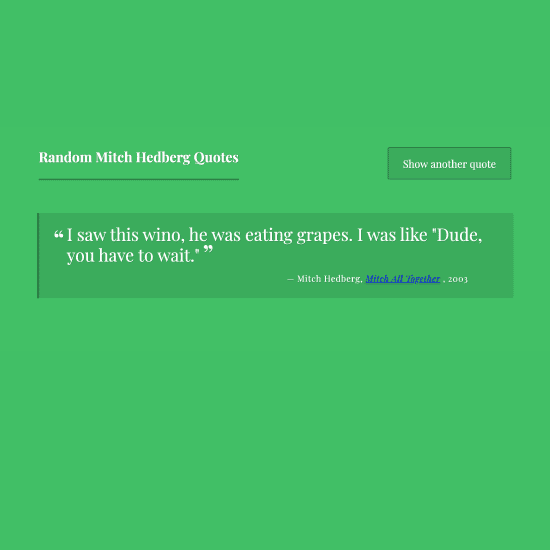 Random Mitch Hedberg Quotes
Show another quote
“ I saw this wino, he was eating grapes. I was like "Dude,
you have to wait." ”
— Mitch Hedberg, Mitch All Together , 2003